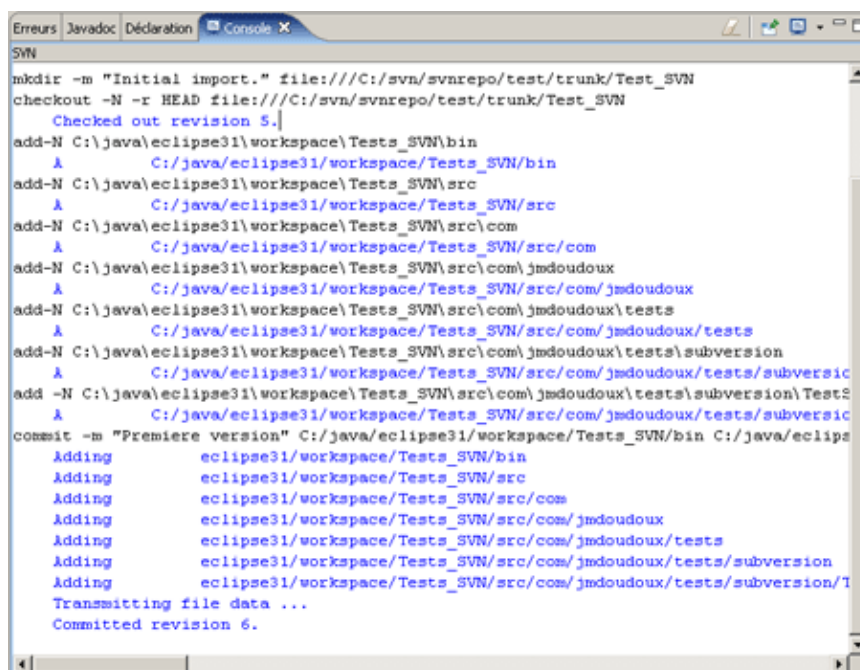 Erreurs Javadoc Déclaration Console
SVN
mkdir -m "Initial import." file:///C:/svn/svnrepo/test/trunk/Test_SVN
checkout -N -r HEAD file:///C:/svn/svnrepo/test/trunk/Test_SVN
Checked out revision 5.
add-N C:\java\eclipse31\workspace\Tests_SVN\bin
A C:/java/eclipse31/workspace/Tests_SVN/bin
add-N C:\java\eclipse31\workspace\Tests_SVN\src
A C:/java/eclipse31/workspace/Tests_SVN/src
add-N C:\java\eclipse31\workspace\Tests_SVN\src\com
A C:/java/eclipse31/workspace/Tests_SVN/src/com
add-N C:\java\eclipse31\workspace\Tests_SVN\src\com\jmdoudoux
A C:/java/eclipse31/workspace/Tests_SVN/src/com/jmdoudoux
add-N C:\java\eclipse31\workspace\Tests_SVN\src\com\jmdoudoux\tests
A C:/java/eclipse31/workspace/Tests_SVN/src/com/jmdoudoux/tests
add-N C:\java\eclipse31\workspace\Tests_SVN\src\com\jmdoudoux\tests\subversion
A C:/java/eclipse31/workspace/Tests_SVN/src/com/jmdoudoux/tests/subversio
add -N C:\java\eclipse31\workspace\Tests_SVN\src\com\jmdoudoux\tests\subversion\TestS
A C:/java/eclipse31/workspace/Tests_SVN/src/com/jmdoudoux/tests/subversio
commit -m "Premiere version" C:/java/eclipse31/workspace/Tests_SVN/bin C:/java/eclips
Adding eclipse31/workspace/Tests_SVN/bin
Adding eclipse31/workspace/Tests_SVN/src
Adding eclipse31/workspace/Tests_SVN/src/com
Adding eclipse31/workspace/Tests_SVN/src/com/jmdoudoux
Adding eclipse31/workspace/Tests_SVN/src/com/jmdoudoux/tests
Adding eclipse31/workspace/Tests_SVN/src/com/jmdoudoux/tests/subversion
Adding eclipse31/workspace/Tests_SVN/src/com/jmdoudoux/tests/subversion/T
Transmitting file data ...
Committed revision 6.